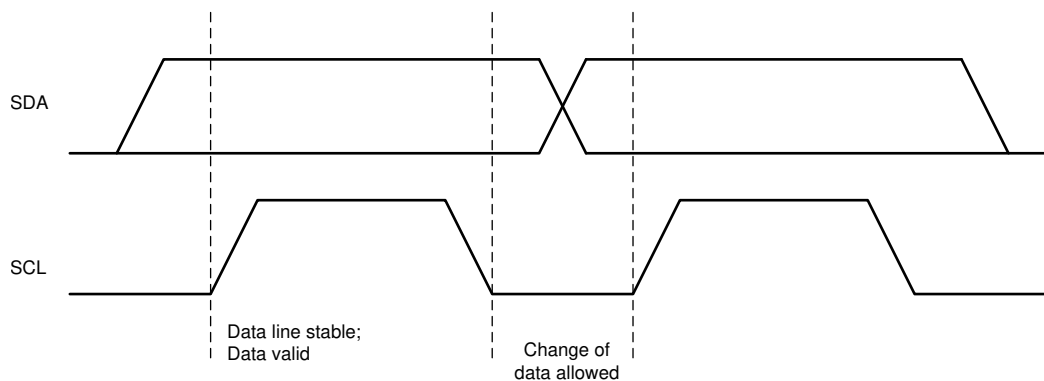 SDA
SCL
Data line stable;
Data valid
Change of
data allowed